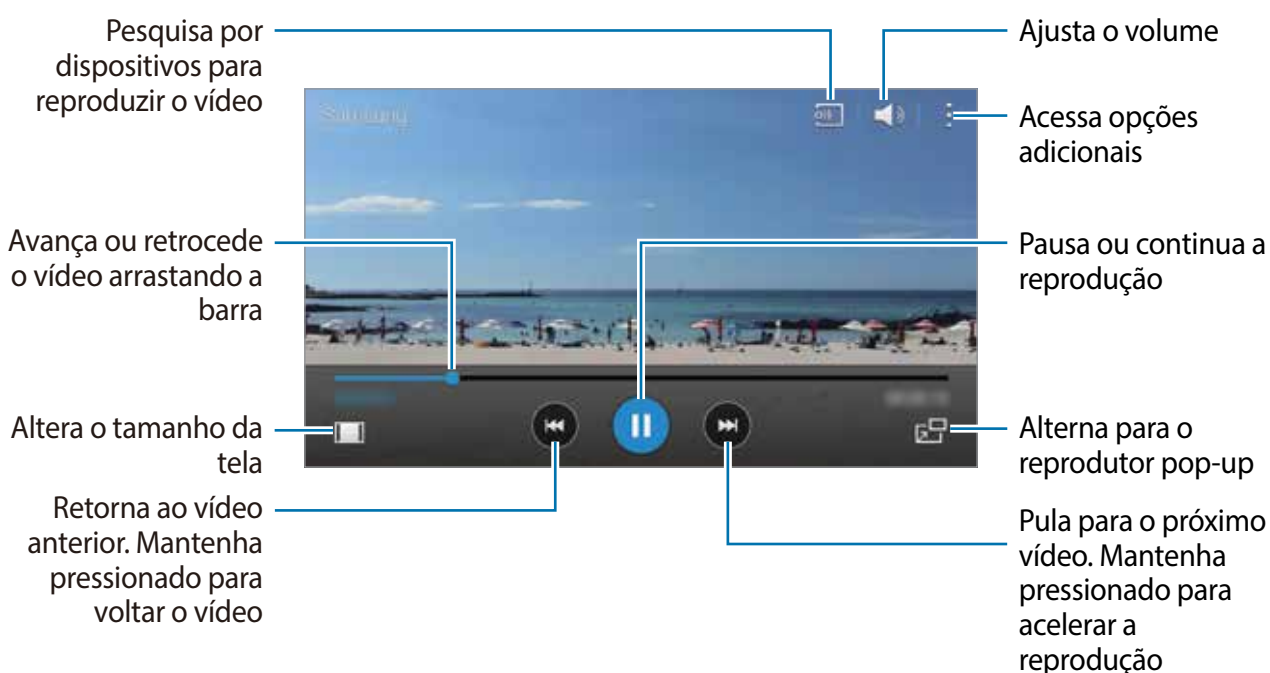 Pesquisa por
dispositivos para
reproduzir o vídeo
Avança ou retrocede
o vídeo arrastando a
barra
Altera o tamanho da
tela
Retorna ao vídeo
anterior. Mantenha
pressionado para
voltar o vídeo
Samsung
Ajusta o volume
Acessa opções
adicionais
Pausa ou continua a
reprodução
Alterna para o
reprodutor pop-up
Pula para o próximo
vídeo. Mantenha
pressionado para
acelerar a
reprodução